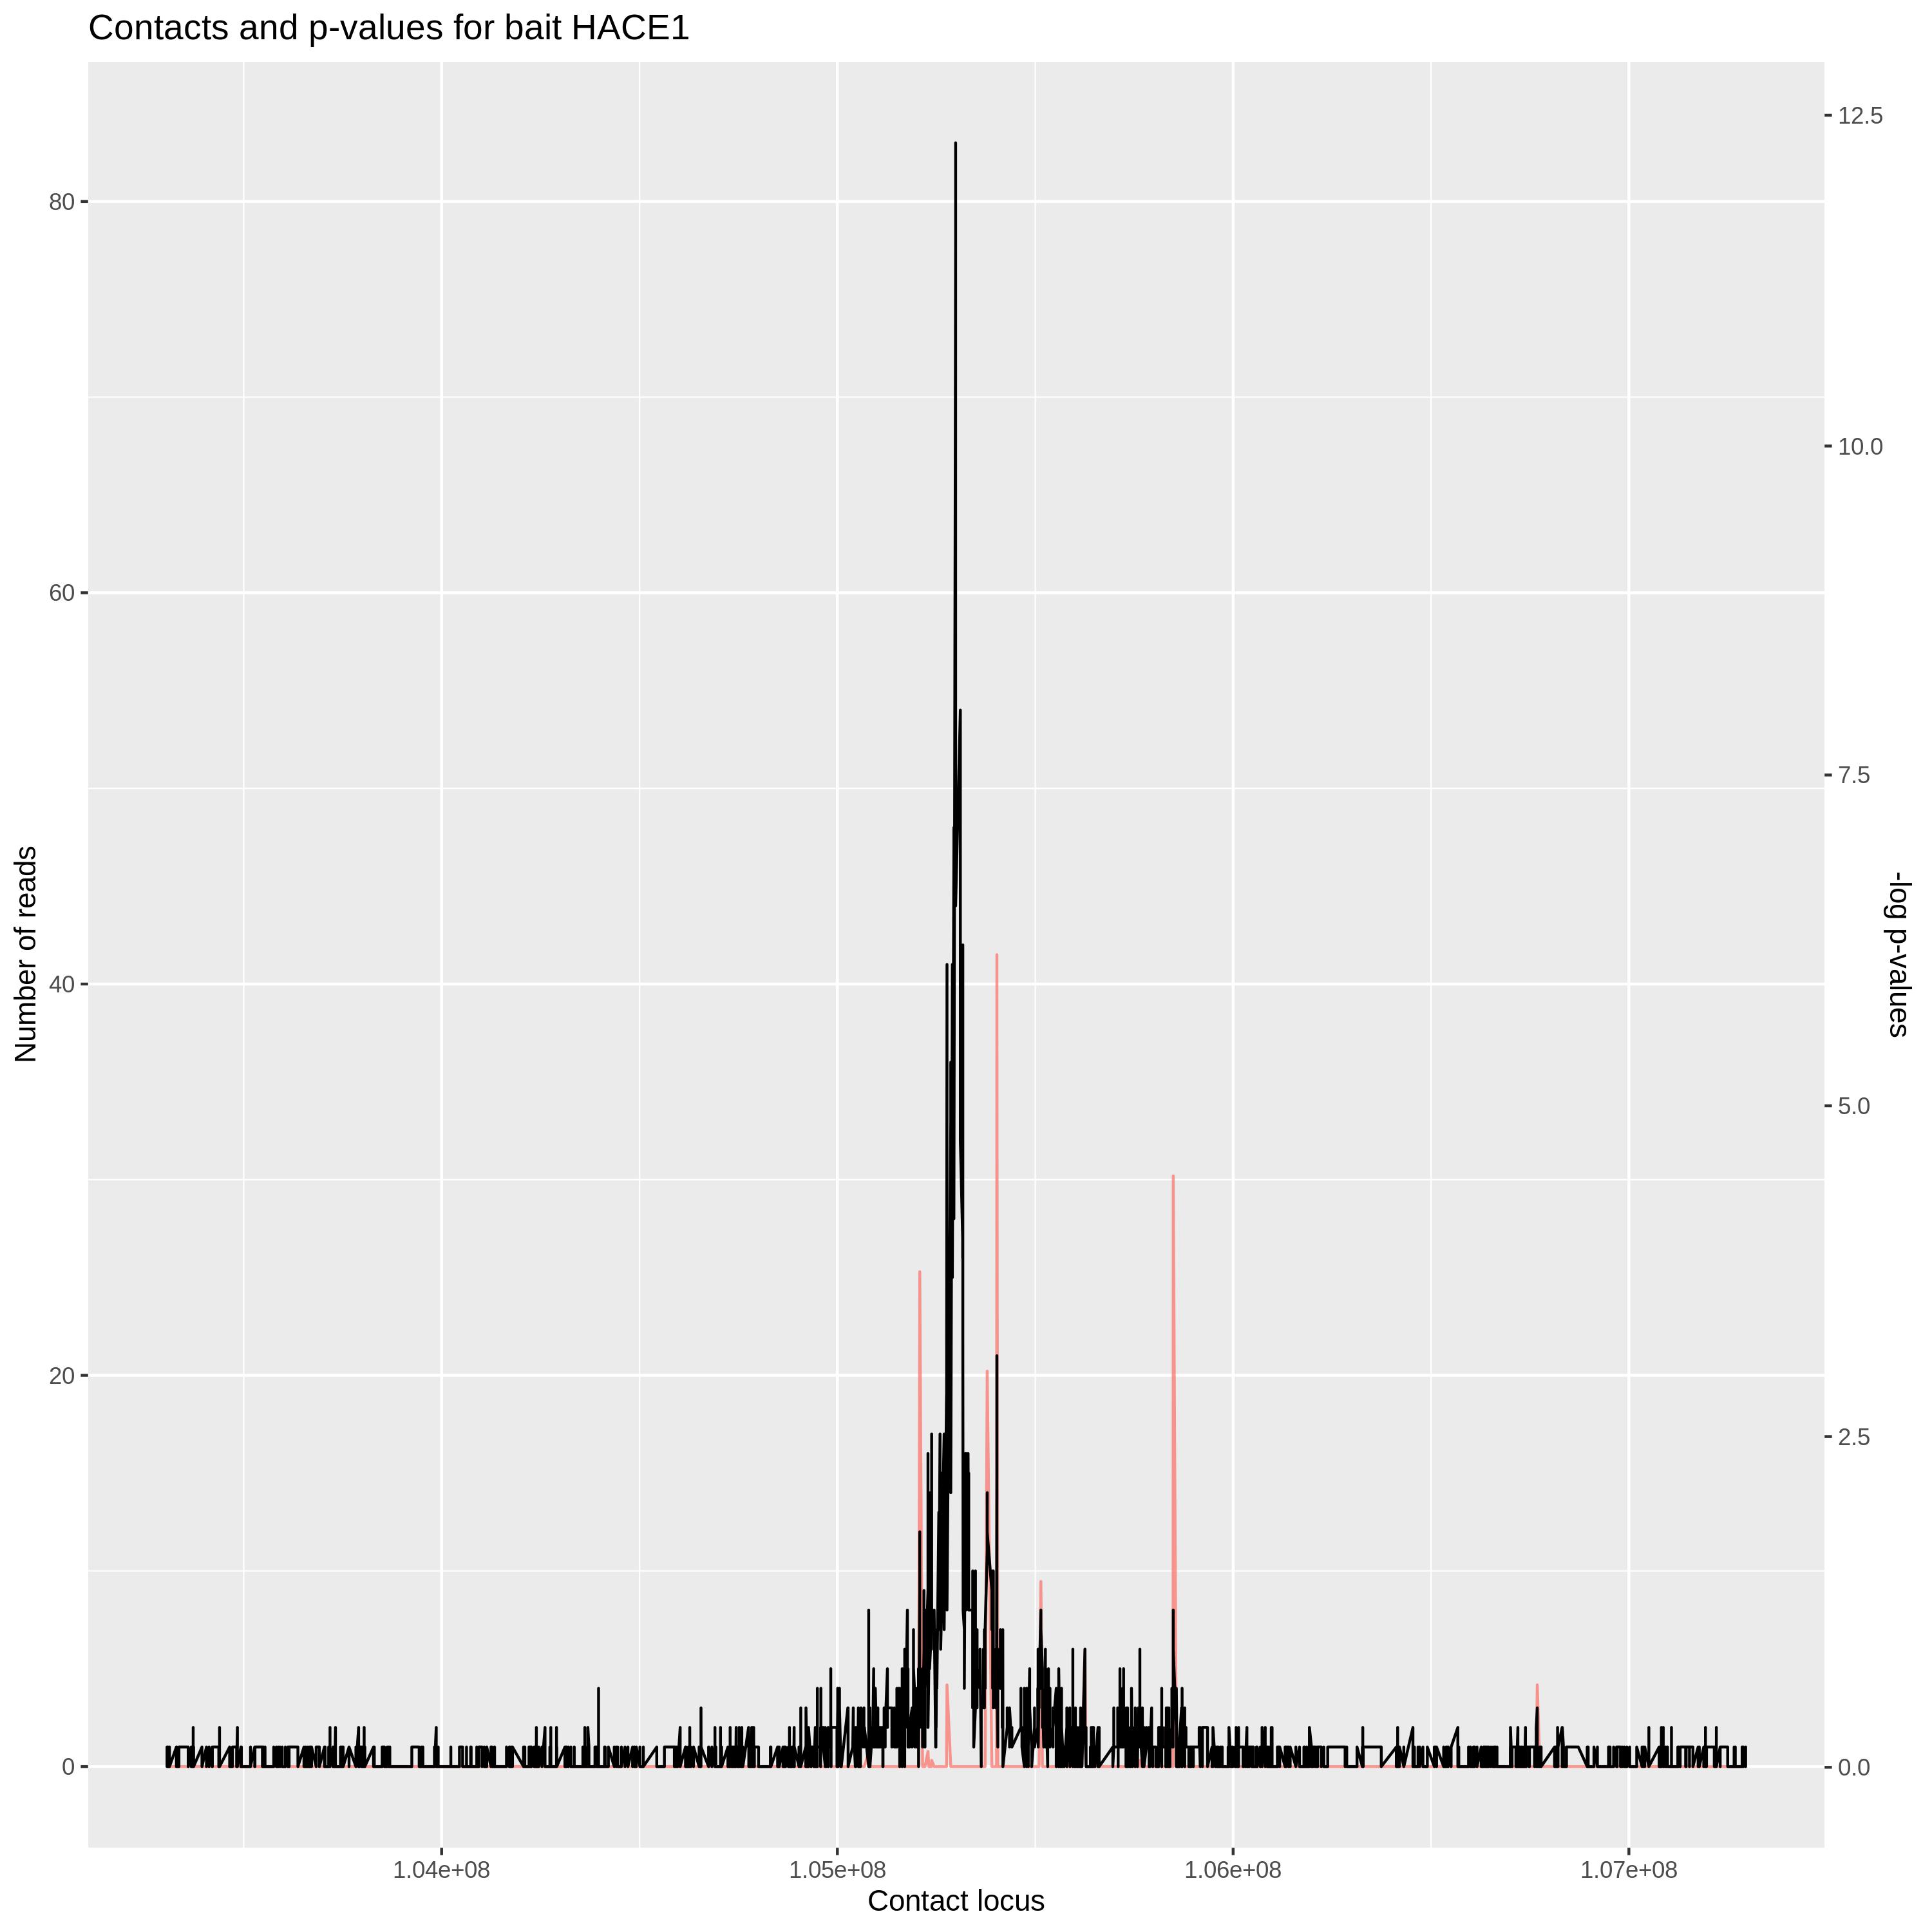 Contacts and p-values for bait HACE1
80
60
40
20
0
12.5
10.0
7.5
5.0
2.5
0.0
Number of reads
-log p-values
1.04e+08
1.05e+08
1.06e+08
1.07e+08
Contact locus